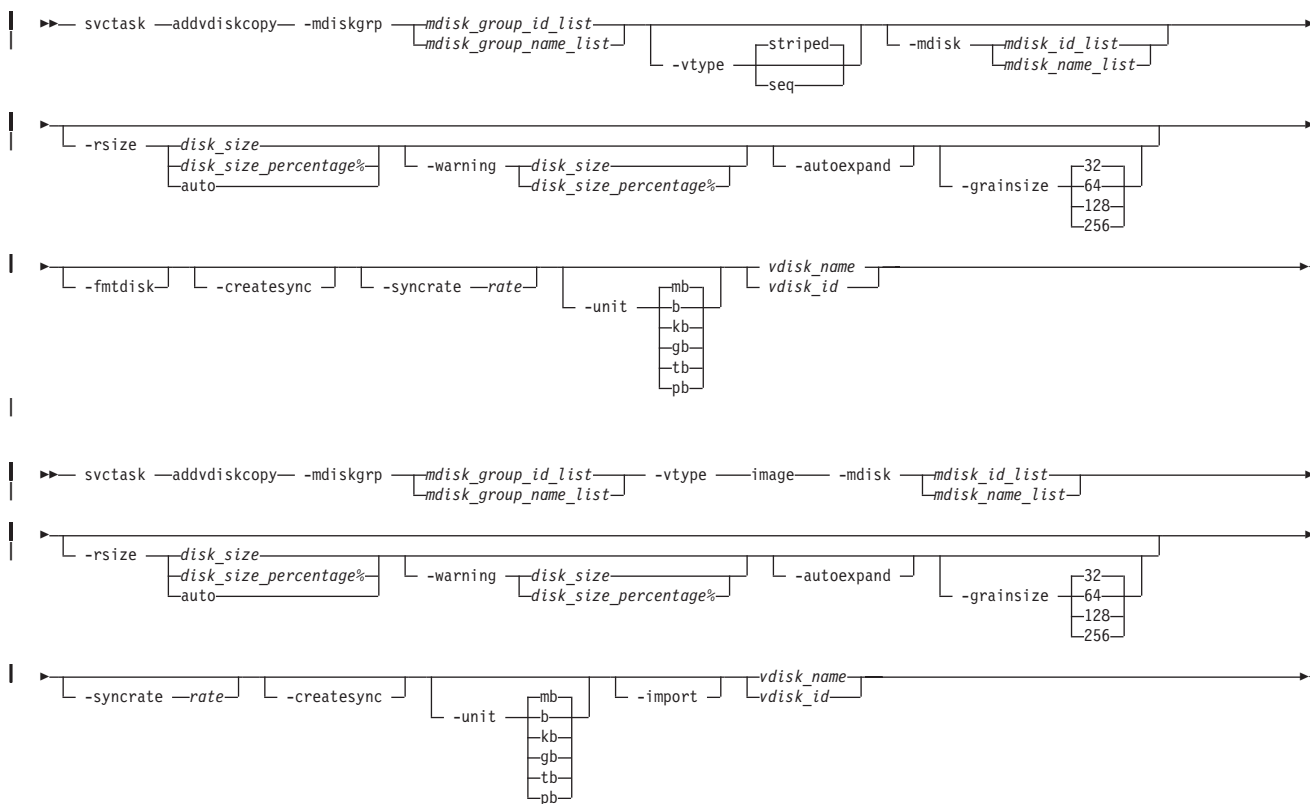 svctask addvdiskcopy -mdiskgrp mdisk_group_id_list
mdisk_group_name_list
-vtype striped
seq
-mdisk mdisk_id_list
mdisk_name_list
-rsize disk_size
disk_size_percentage%
auto
-warning disk_size
disk_size_percentage%
-autoexpand
-grainsize 32
64
128
256
-fmtdisk
-createsync
-syncrate rate
-unit mb
b
kb
gb
tb
pb
vdisk_name
vdisk_id
svctask addvdiskcopy -mdiskgrp mdisk_group_id_list
mdisk_group_name_list
-vtype image -mdisk mdisk_id_list
mdisk_name_list
-rsize disk_size
disk_size_percentage%
auto
-warning disk_size
disk_size_percentage%
-autoexpand
-grainsize 32
64
128
256
-syncrate rate
-createsync
-unit mb
b
kb
gb
tb
pb
-import
vdisk_name
vdisk_id